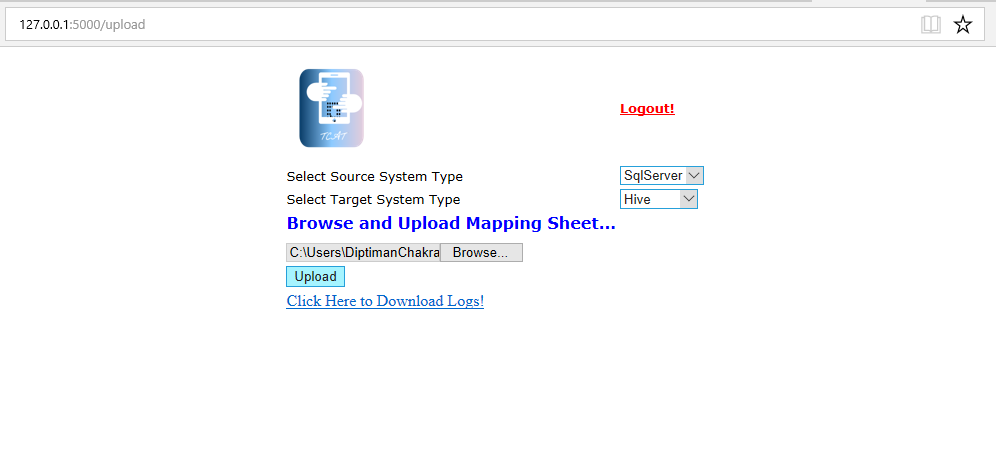 127.0.0.1:5000/upload
TCAT
Logout!
Select Source System Type SqlServer
Select Target System Type Hive
Browse and Upload Mapping Sheet...
C:\Users\DiptimanChakra Browse...
Upload
Click Here to Download Logs!